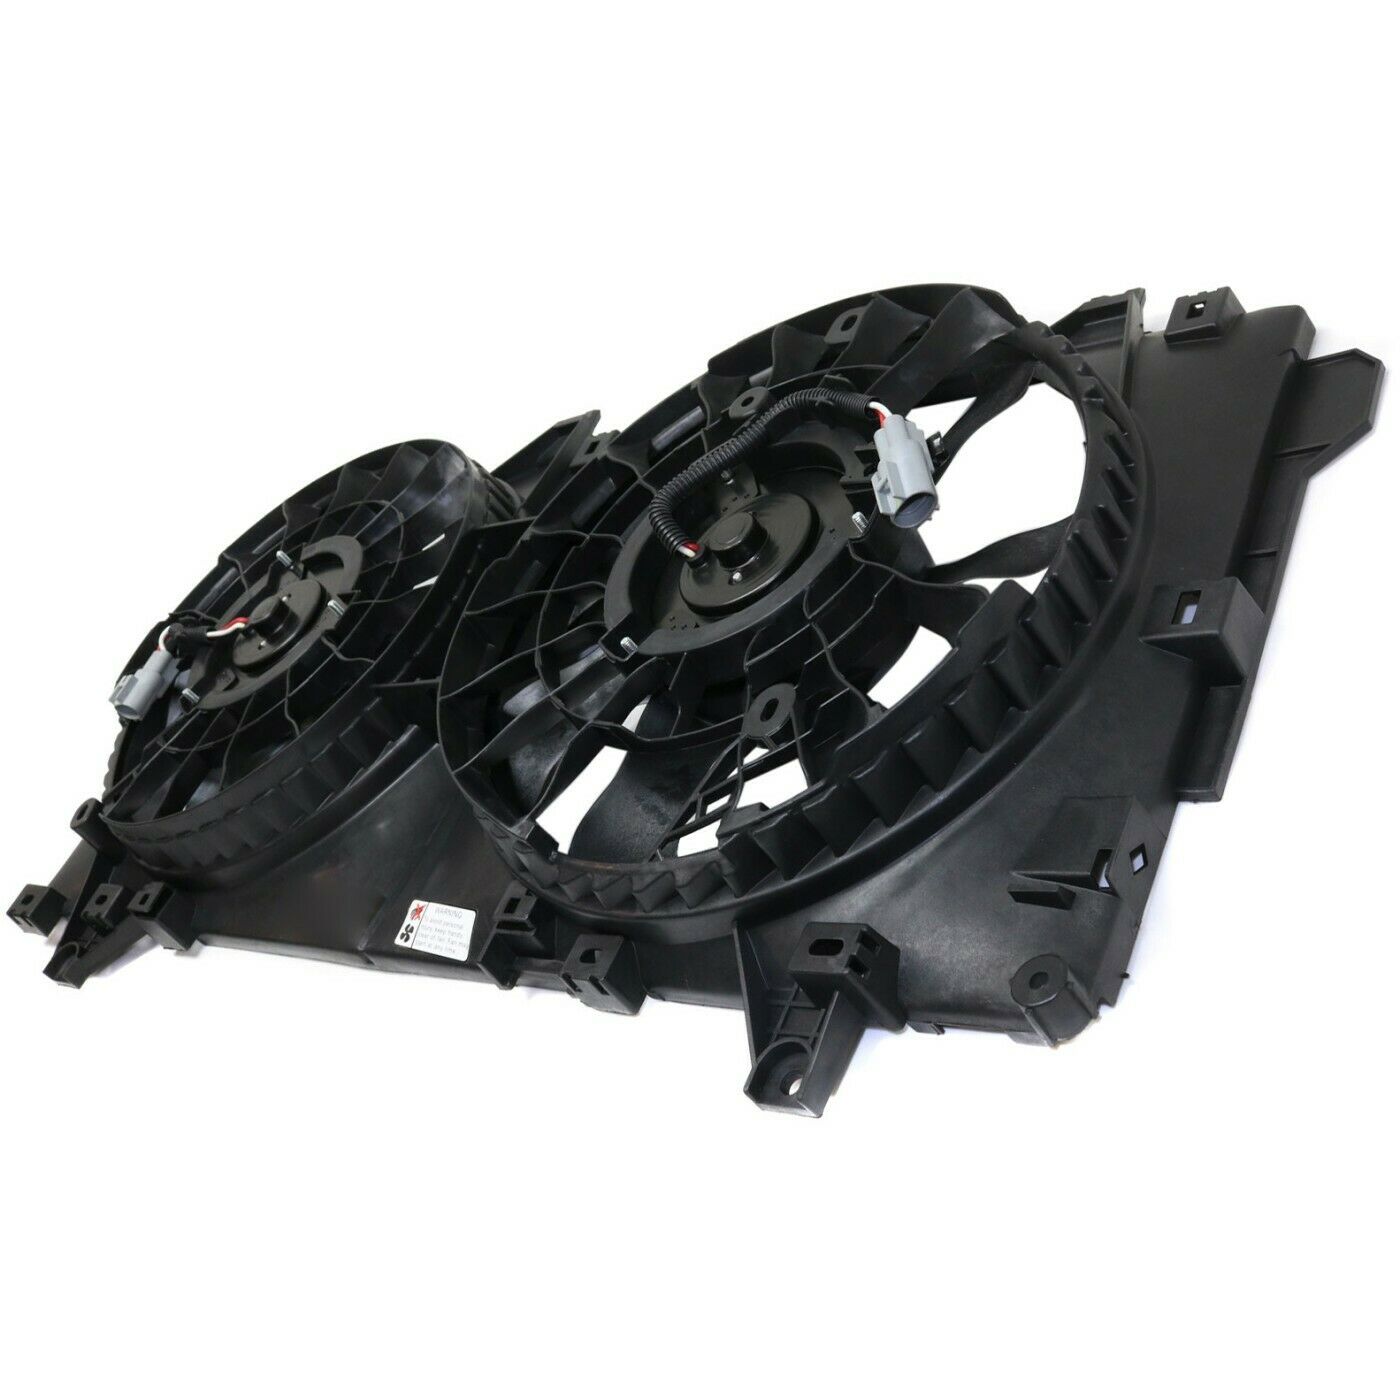 WARNING
To avoid personal
injury, keep hands
clear of fan. Fan may
start at any time.